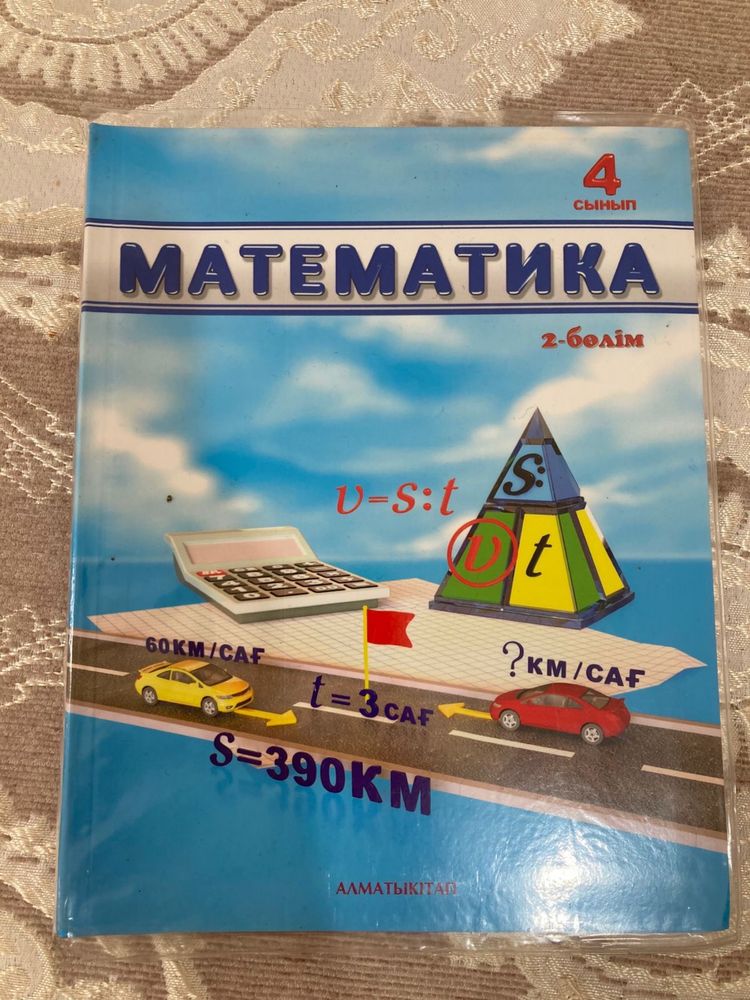 4
СЫНЫП
МАТЕМАТИКА
2-бөлім
v=s:t
s:
v t
60КМ/САҒ
?КМ/САҒ
t=3САҒ
S=390КМ
АЛМАТЫКІТАП